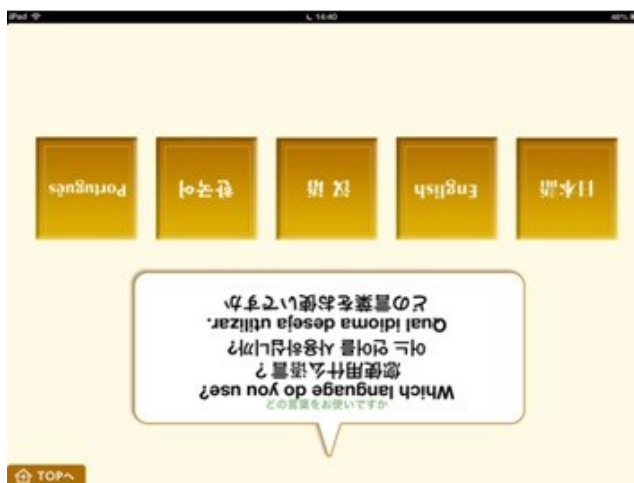 iPad 14:40 48%
どの言葉をお使いですか
Which language do you use?
您使用什么语言？
어느 언어를 사용하십니까?
Qual idioma deseja utilizar.
どの言葉をお使いですか
日本語
English
汉 语
한국어
Português
TOPへ